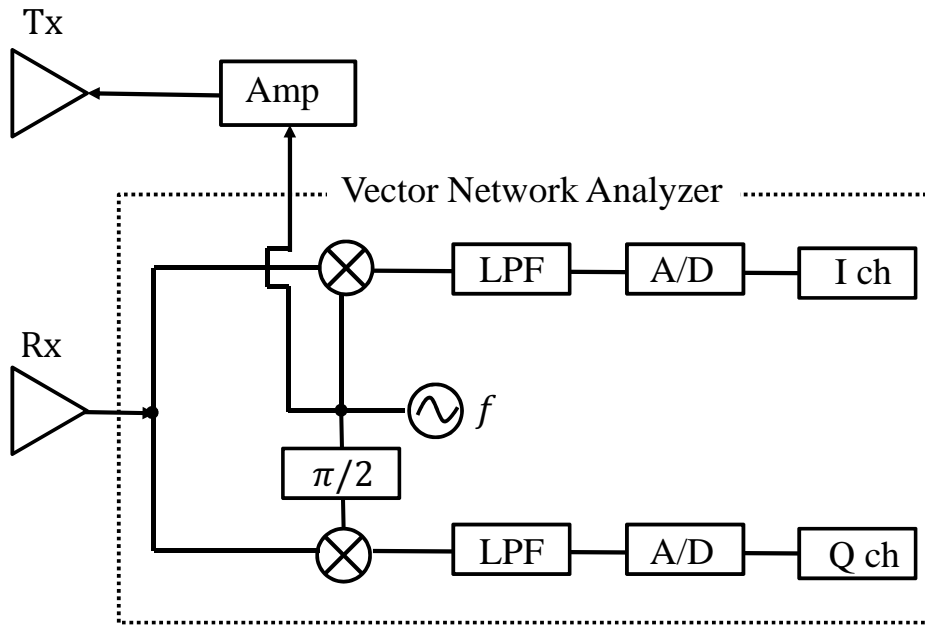 Tx
Amp
Vector Network Analyzer
LPF
A/D
I ch
Rx
f
π/2
LPF
A/D
Q ch